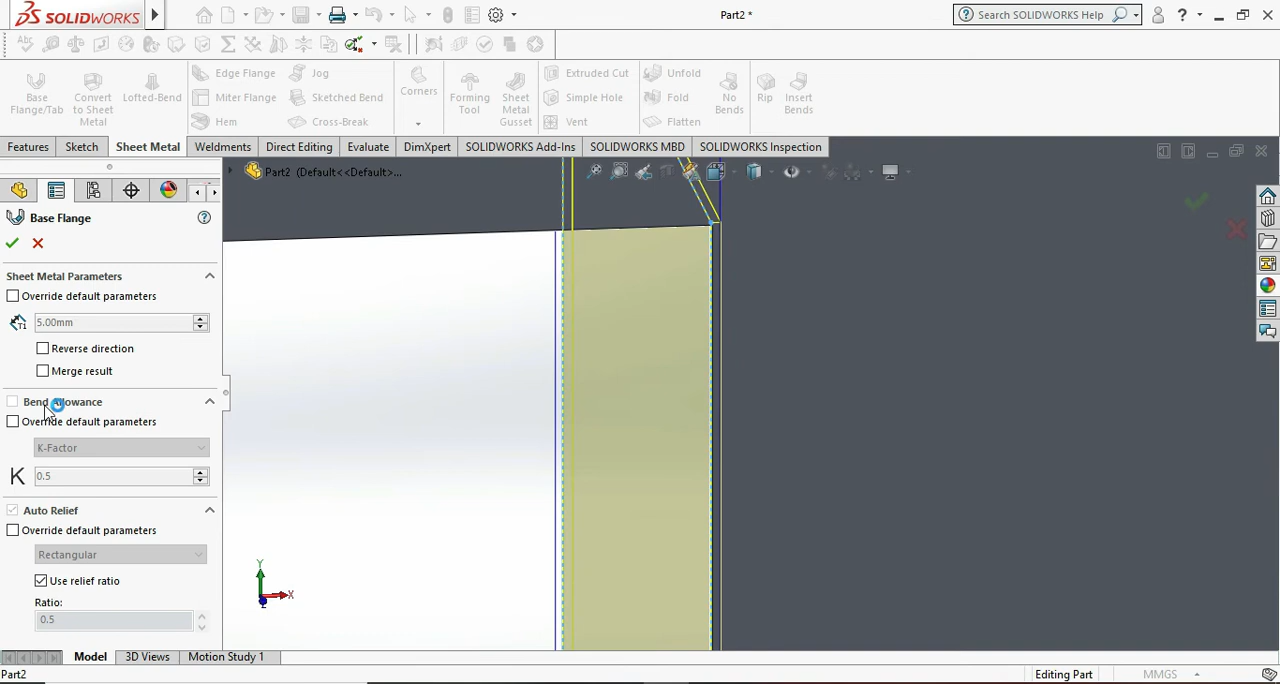 SOLIDWORKS
Part2 *
Search SOLIDWORKS Help
?
Base Flange/Tab
Convert to Sheet Metal
Lofted-Bend
Edge Flange
Miter Flange
Hem
Jog
Sketched Bend
Cross-Break
Corners
Forming Tool
Sheet Metal Gusset
Extruded Cut
Simple Hole
Vent
Unfold
Fold
Flatten
No Bends
Rip
Insert Bends
Features
Sketch
Sheet Metal
Weldments
Direct Editing
Evaluate
DimXpert
SOLIDWORKS Add-Ins
SOLIDWORKS MBD
SOLIDWORKS Inspection
Part2 (Default<<Default>...
Base Flange
?
Sheet Metal Parameters
Override default parameters
T1
5.00mm
Reverse direction
Merge result
Bend Allowance
Override default parameters
K-Factor
K
0.5
Auto Relief
Override default parameters
Rectangular
Use relief ratio
Ratio:
0.5
Y
X
Z
Model
3D Views
Motion Study 1
Part2
Editing Part
MMGS